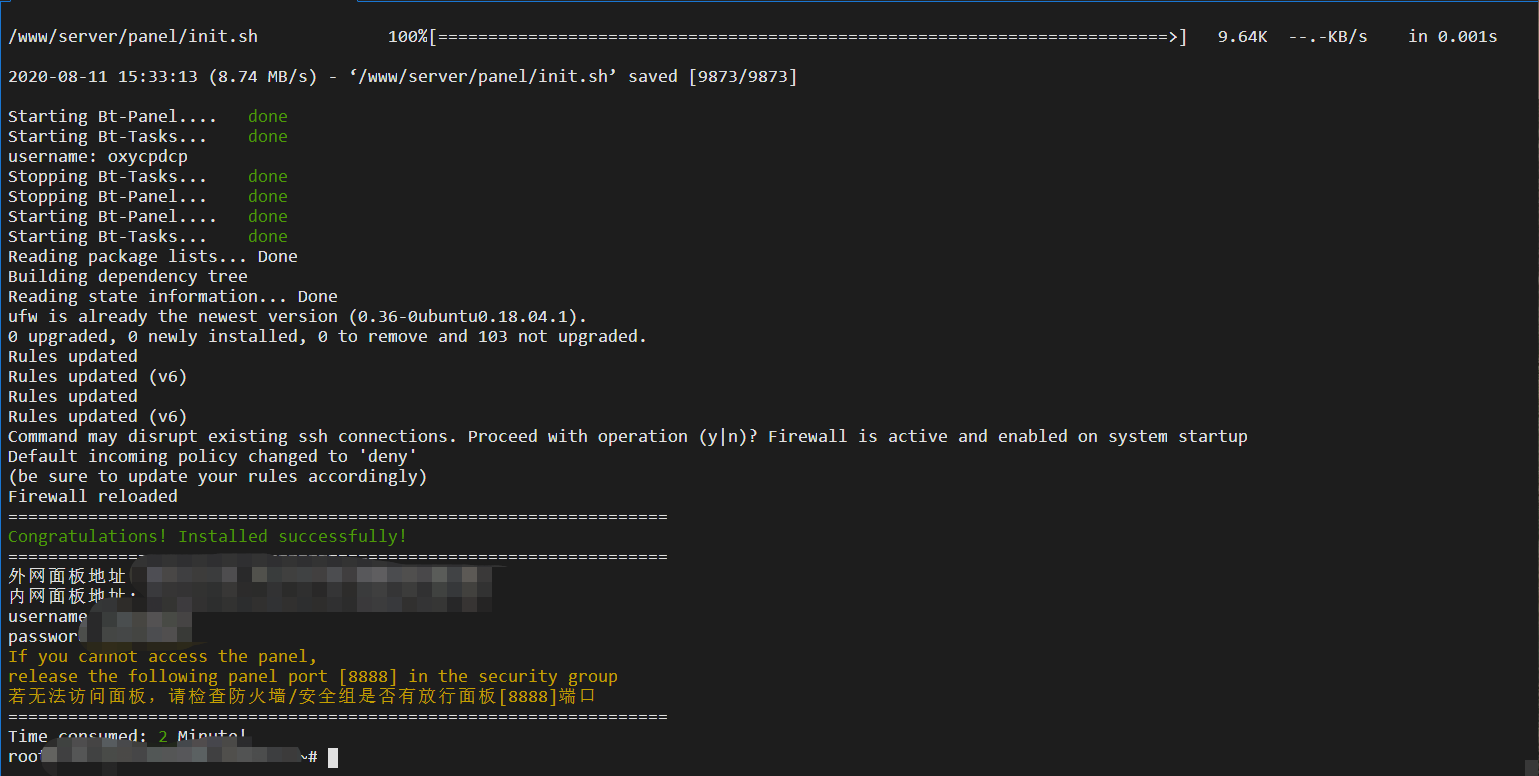 /www/server/panel/init.sh 100%[=========================================================================>] 9.64K --.-KB/s in 0.001s
2020-08-11 15:33:13 (8.74 MB/s) - ‘/www/server/panel/init.sh’ saved [9873/9873]
Starting Bt-Panel.... done
Starting Bt-Tasks... done
username: oxycpdcp
Stopping Bt-Tasks... done
Stopping Bt-Panel... done
Starting Bt-Panel.... done
Starting Bt-Tasks... done
Reading package lists... Done
Building dependency tree
Reading state information... Done
ufw is already the newest version (0.36-0ubuntu0.18.04.1).
0 upgraded, 0 newly installed, 0 to remove and 103 not upgraded.
Rules updated
Rules updated (v6)
Rules updated
Rules updated (v6)
Command may disrupt existing ssh connections. Proceed with operation (y|n)? Firewall is active and enabled on system startup
Default incoming policy changed to 'deny'
(be sure to update your rules accordingly)
Firewall reloaded
==================================================================
Congratulations! Installed successfully!
==================================================================
外网面板地址
内网面板地址:
username
passwor
If you cannot access the panel,
release the following panel port [8888] in the security group
若无法访问面板，请检查防火墙/安全组是否有放行面板[8888]端口
==================================================================
Time consumed: 2 Minute!
roo ~#